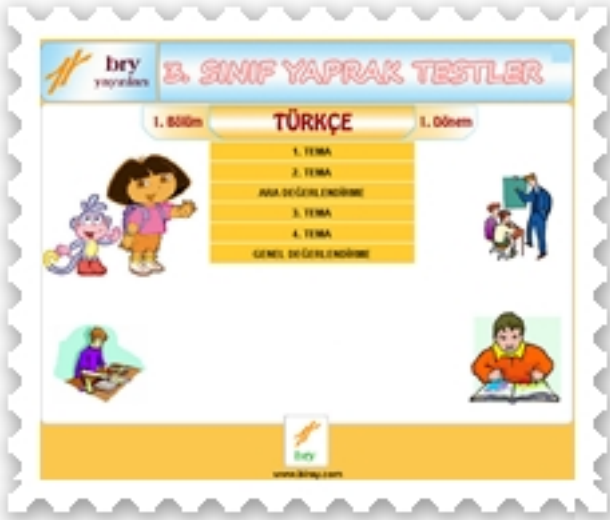 bry
yayınları
3. SINIF YAPRAK TESTLER
1. Bölüm TÜRKÇE 1. Dönem
1. TEMA
2. TEMA
ARA DEĞERLENDİRME
3. TEMA
4. TEMA
GENEL DEĞERLENDİRME
bry